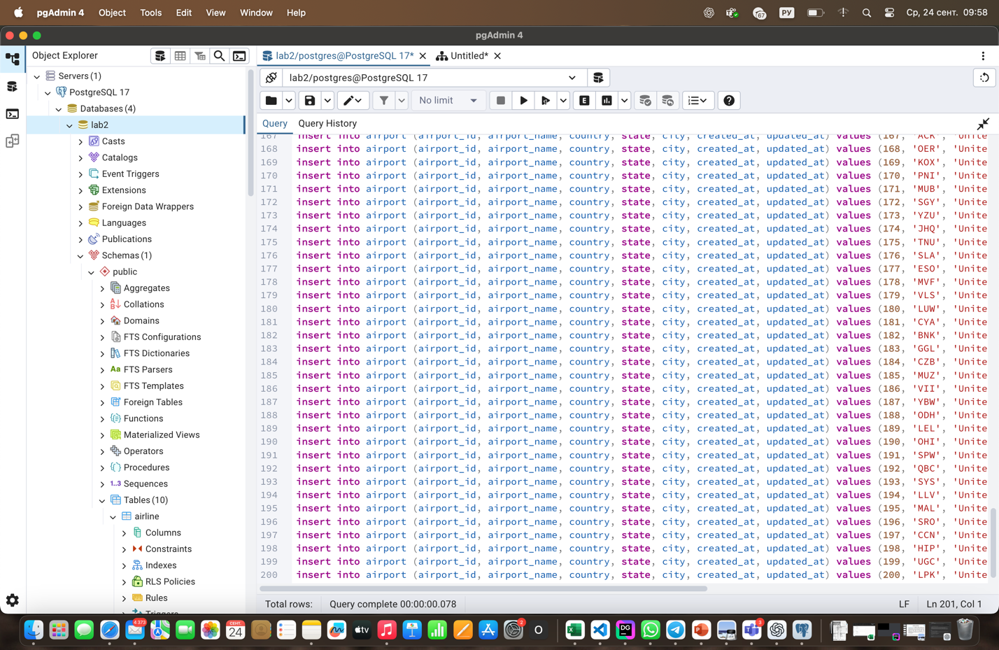 pgAdmin 4 Object Tools Edit View Window Help
67 РУ Ср, 24 сент. 09:58
pgAdmin 4
Object Explorer
lab2/postgres@PostgreSQL 17*
Untitled*
lab2/postgres@PostgreSQL 17
No limit
Query Query History
Servers (1)
PostgreSQL 17
Databases (4)
lab2
Casts
Catalogs
Event Triggers
Extensions
Foreign Data Wrappers
Languages
Publications
Schemas (1)
public
Aggregates
Collations
Domains
FTS Configurations
FTS Dictionaries
Aa FTS Parsers
FTS Templates
Foreign Tables
Functions
Materialized Views
Operators
Procedures
1..3 Sequences
Tables (10)
airline
Columns
Constraints
Indexes
RLS Policies
Rules
Triggers
167 insert into airport (airport_id, airport_name, country, state, city, created_at, updated_at) values (167, 'ACK', 'Unite
168 insert into airport (airport_id, airport_name, country, state, city, created_at, updated_at) values (168, 'OER', 'Unite
169 insert into airport (airport_id, airport_name, country, state, city, created_at, updated_at) values (169, 'KOX', 'Unite
170 insert into airport (airport_id, airport_name, country, state, city, created_at, updated_at) values (170, 'PNI', 'Unite
171 insert into airport (airport_id, airport_name, country, state, city, created_at, updated_at) values (171, 'MUB', 'Unite
172 insert into airport (airport_id, airport_name, country, state, city, created_at, updated_at) values (172, 'SGY', 'Unite
173 insert into airport (airport_id, airport_name, country, state, city, created_at, updated_at) values (173, 'YZU', 'Unite
174 insert into airport (airport_id, airport_name, country, state, city, created_at, updated_at) values (174, 'JHQ', 'Unite
175 insert into airport (airport_id, airport_name, country, state, city, created_at, updated_at) values (175, 'TNU', 'Unite
176 insert into airport (airport_id, airport_name, country, state, city, created_at, updated_at) values (176, 'SLA', 'Unite
177 insert into airport (airport_id, airport_name, country, state, city, created_at, updated_at) values (177, 'ESO', 'Unite
178 insert into airport (airport_id, airport_name, country, state, city, created_at, updated_at) values (178, 'MVF', 'Unite
179 insert into airport (airport_id, airport_name, country, state, city, created_at, updated_at) values (179, 'VLS', 'Unite
180 insert into airport (airport_id, airport_name, country, state, city, created_at, updated_at) values (180, 'LUW', 'Unite
181 insert into airport (airport_id, airport_name, country, state, city, created_at, updated_at) values (181, 'CYA', 'Unite
182 insert into airport (airport_id, airport_name, country, state, city, created_at, updated_at) values (182, 'BNK', 'Unite
183 insert into airport (airport_id, airport_name, country, state, city, created_at, updated_at) values (183, 'GGL', 'Unite
184 insert into airport (airport_id, airport_name, country, state, city, created_at, updated_at) values (184, 'CZB', 'Unite
185 insert into airport (airport_id, airport_name, country, state, city, created_at, updated_at) values (185, 'MUZ', 'Unite
186 insert into airport (airport_id, airport_name, country, state, city, created_at, updated_at) values (186, 'VII', 'Unite
187 insert into airport (airport_id, airport_name, country, state, city, created_at, updated_at) values (187, 'YBW', 'Unite
188 insert into airport (airport_id, airport_name, country, state, city, created_at, updated_at) values (188, 'ODH', 'Unite
189 insert into airport (airport_id, airport_name, country, state, city, created_at, updated_at) values (189, 'LEL', 'Unite
190 insert into airport (airport_id, airport_name, country, state, city, created_at, updated_at) values (190, 'OHI', 'Unite
191 insert into airport (airport_id, airport_name, country, state, city, created_at, updated_at) values (191, 'SPW', 'Unite
192 insert into airport (airport_id, airport_name, country, state, city, created_at, updated_at) values (192, 'QBC', 'Unite
193 insert into airport (airport_id, airport_name, country, state, city, created_at, updated_at) values (193, 'SYS', 'Unite
194 insert into airport (airport_id, airport_name, country, state, city, created_at, updated_at) values (194, 'LLV', 'Unite
195 insert into airport (airport_id, airport_name, country, state, city, created_at, updated_at) values (195, 'MAL', 'Unite
196 insert into airport (airport_id, airport_name, country, state, city, created_at, updated_at) values (196, 'SRO', 'Unite
197 insert into airport (airport_id, airport_name, country, state, city, created_at, updated_at) values (197, 'CCN', 'Unite
198 insert into airport (airport_id, airport_name, country, state, city, created_at, updated_at) values (198, 'HIP', 'Unite
199 insert into airport (airport_id, airport_name, country, state, city, created_at, updated_at) values (199, 'UGC', 'Unite
200 insert into airport (airport_id, airport_name, country, state, city, created_at, updated_at) values (200, 'LPK', 'Unite
Total rows: Query complete 00:00:00.078 LF Ln 201, Col 1
4 373
СЕНТ.
24
tv
2
DG
3